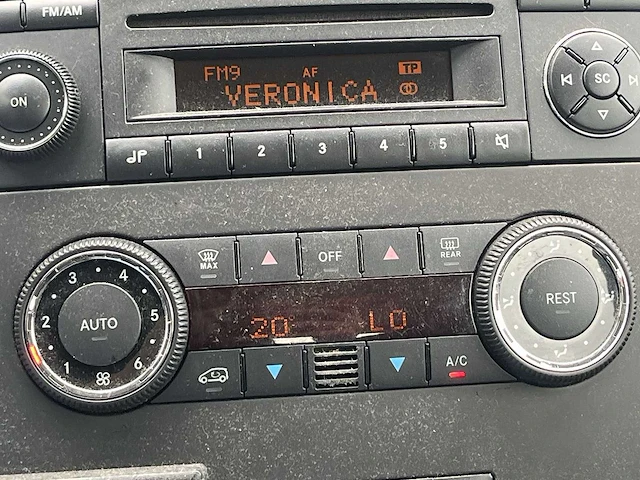 FM/AM
FM9 AF TP
VERONICA
ON
SC
1 2 3 4 5
MAX OFF REAR
AUTO
1 2 3 4 5 6
20 LO
REST
A/C